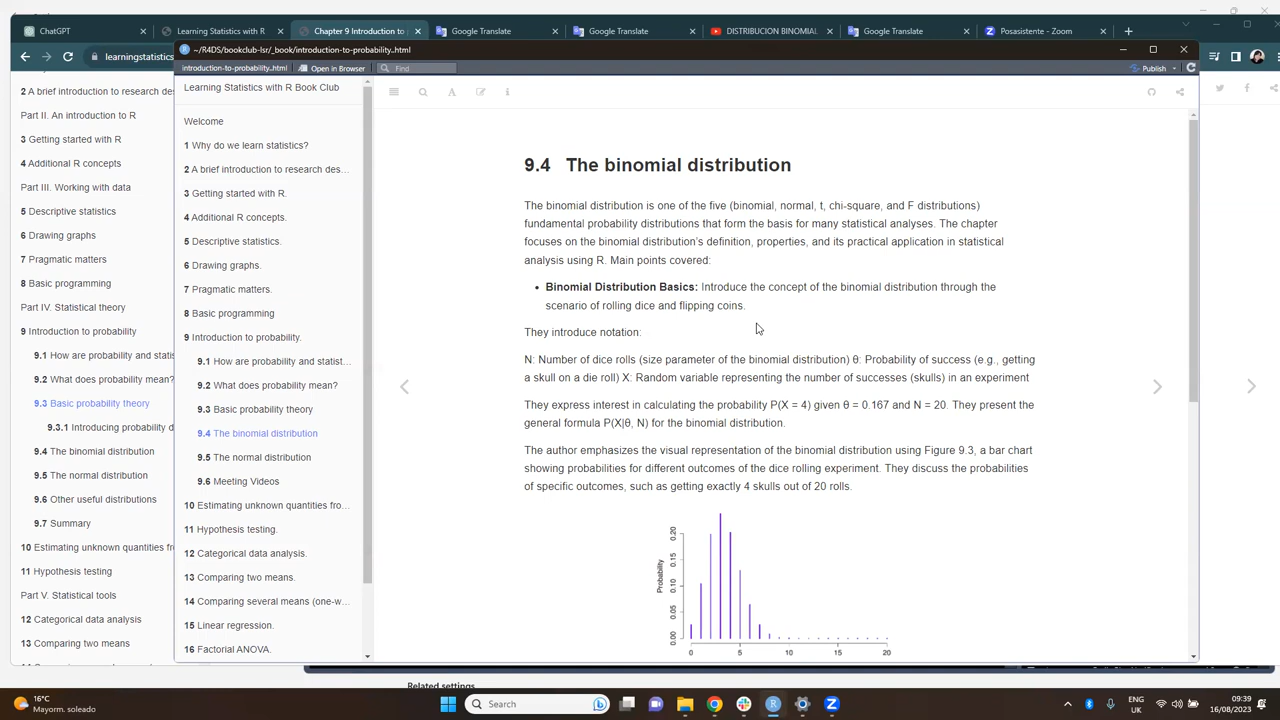 ChatGPT
Learning Statistics with R
Chapter 9 Introduction to
Google Translate
Google Translate
DISTRIBUCION BINOMIAL
Google Translate
Posasistente - Zoom
learningstatistics
2 A brief introduction to research des
Part II. An introduction to R
3 Getting started with R
4 Additional R concepts
Part III. Working with data
5 Descriptive statistics
6 Drawing graphs
7 Pragmatic matters
8 Basic programming
Part IV. Statistical theory
9 Introduction to probability
9.1 How are probability and statis
9.2 What does probability mean?
9.3 Basic probability theory
9.3.1 Introducing probability d
9.4 The binomial distribution
9.5 The normal distribution
9.6 Other useful distributions
9.7 Summary
10 Estimating unknown quantities fr
11 Hypothesis testing
Part V. Statistical tools
12 Categorical data analysis
13 Comparing two means
~/R4DS/bookclub-lsr/_book/introduction-to-probability.html
introduction-to-probability.html
Open in Browser
Find
Publish
Learning Statistics with R Book Club
Welcome
1 Why do we learn statistics?
2 A brief introduction to research des...
3 Getting started with R.
4 Additional R concepts.
5 Descriptive statistics.
6 Drawing graphs.
7 Pragmatic matters.
8 Basic programming
9 Introduction to probability.
9.1 How are probability and statist...
9.2 What does probability mean?
9.3 Basic probability theory
9.4 The binomial distribution
9.5 The normal distribution
9.6 Meeting Videos
10 Estimating unknown quantities fro...
11 Hypothesis testing.
12 Categorical data analysis.
13 Comparing two means.
14 Comparing several means (one-w...
15 Linear regression.
16 Factorial ANOVA.
9.4 The binomial distribution
The binomial distribution is one of the five (binomial, normal, t, chi-square, and F distributions)
fundamental probability distributions that form the basis for many statistical analyses. The chapter
focuses on the binomial distribution's definition, properties, and its practical application in statistical
analysis using R. Main points covered:
• Binomial Distribution Basics: Introduce the concept of the binomial distribution through the
scenario of rolling dice and flipping coins.
They introduce notation:
N: Number of dice rolls (size parameter of the binomial distribution) θ: Probability of success (e.g., getting
a skull on a die roll) X: Random variable representing the number of successes (skulls) in an experiment
They express interest in calculating the probability P(X = 4) given θ = 0.167 and N = 20. They present the
general formula P(X|θ, N) for the binomial distribution.
The author emphasizes the visual representation of the binomial distribution using Figure 9.3, a bar chart
showing probabilities for different outcomes of the dice rolling experiment. They discuss the probabilities
of specific outcomes, such as getting exactly 4 skulls out of 20 rolls.
Probability
0.20
0.15
0.10
0.05
0.00
0 5 10 15 20
Related settings
16°C
Mayorm. soleado
Search
ENG
UK
09:39
16/08/2023